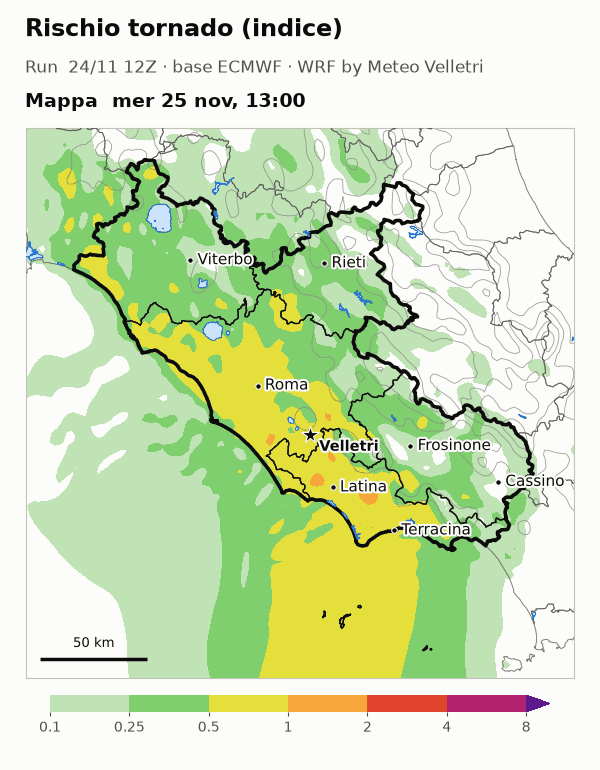 Rischio tornado (indice)
Run  24/11 12Z · base ECMWF · WRF by Meteo Velletri
Mappa  mer 25 nov, 13:00
Viterbo
Rieti
Roma
Velletri
Frosinone
Cassino
Latina
Terracina
50 km
0.1 0.25 0.5 1 2 4 8